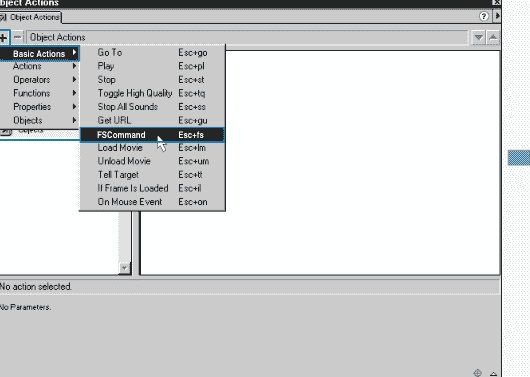 Object Actions
Object Actions
?
+ − Object Actions
Basic Actions
Actions
Operators
Functions
Properties
Objects
Objects
Go To Esc+go
Play Esc+pl
Stop Esc+st
Toggle High Quality Esc+tq
Stop All Sounds Esc+ss
Get URL Esc+gu
FSCommand Esc+fs
Load Movie Esc+lm
Unload Movie Esc+um
Tell Target Esc+tt
If Frame Is Loaded Esc+il
On Mouse Event Esc+on
No action selected.
No Parameters.